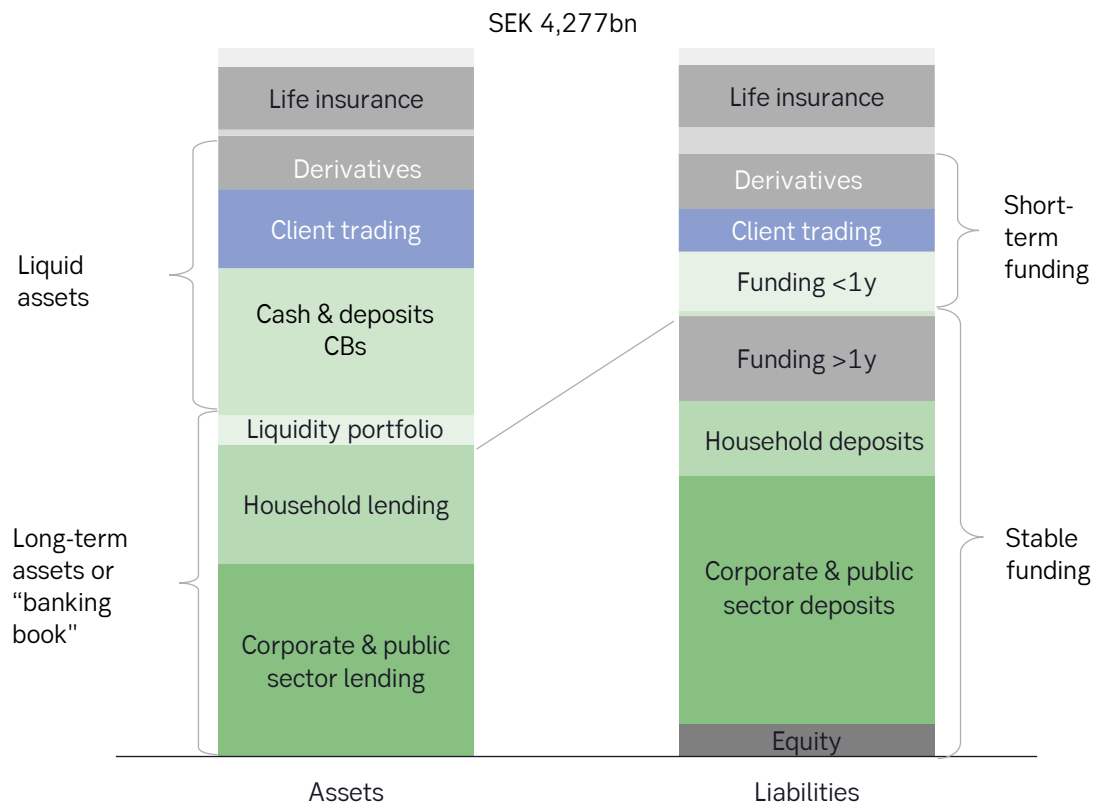 SEK 4,277bn
Life insurance
Derivatives
Client trading
Cash & deposits
CBs
Liquidity portfolio
Household lending
Corporate & public
sector lending
Liquid
assets
Long-term
assets or
“banking
book"
Assets
Life insurance
Derivatives
Client trading
Funding <1y
Funding >1y
Household deposits
Corporate & public
sector deposits
Equity
Short-
term
funding
Stable
funding
Liabilities